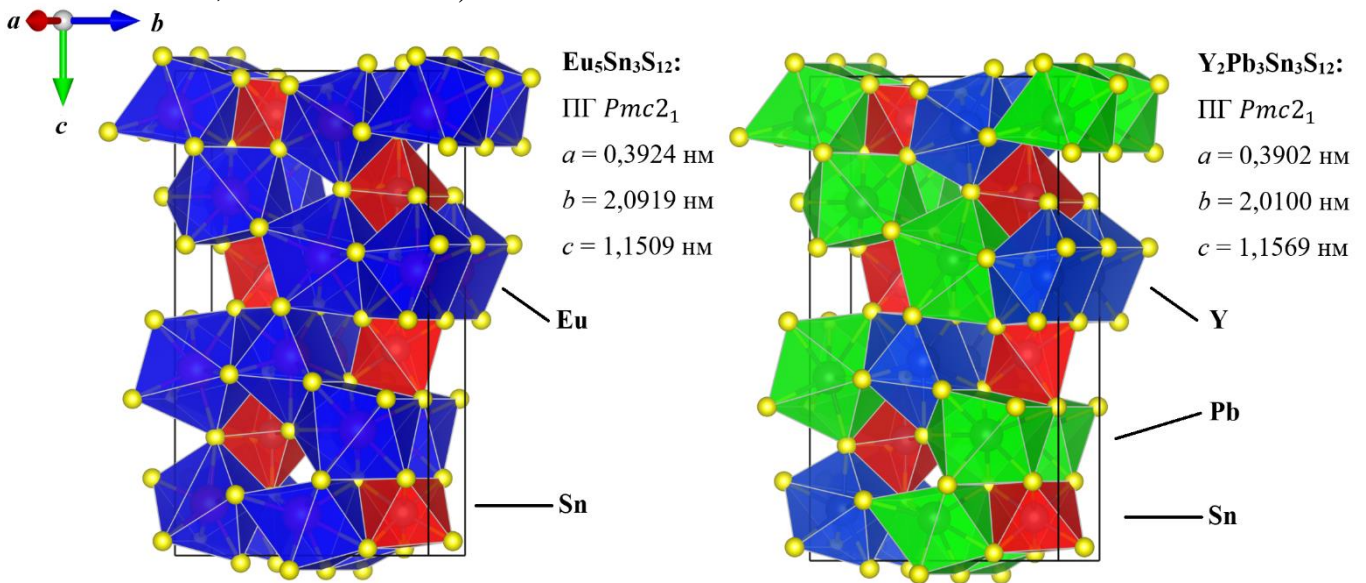 a
b
c
Eu₅Sn₃S₁₂:
ПГ Pmc2₁
a = 0,3924 нм
b = 2,0919 нм
c = 1,1509 нм
Eu
Sn
Y₂Pb₃Sn₃S₁₂:
ПГ Pmc2₁
a = 0,3902 нм
b = 2,0100 нм
c = 1,1569 нм
Y
Pb
Sn